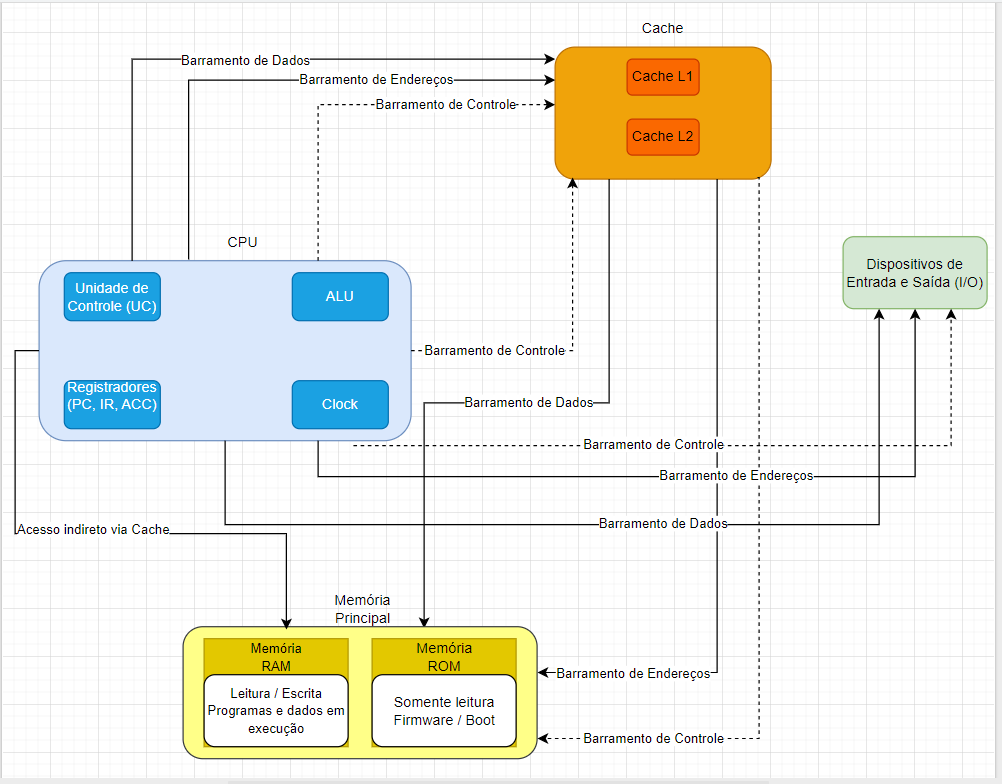 Cache
Barramento de Dados
Cache L1
Barramento de Endereços
Barramento de Controle
Cache L2
CPU
Dispositivos de
Entrada e Saída (I/O)
Unidade de
Controle (UC)
ALU
Barramento de Controle
Registradores
(PC, IR, ACC)
Clock
Barramento de Dados
Barramento de Controle
Barramento de Endereços
Barramento de Dados
Acesso indireto via Cache
Memória
Principal
Memória
RAM
Memória
ROM
Leitura / Escrita
Programas e dados em
execução
Somente leitura
Firmware / Boot
Barramento de Endereços
Barramento de Controle